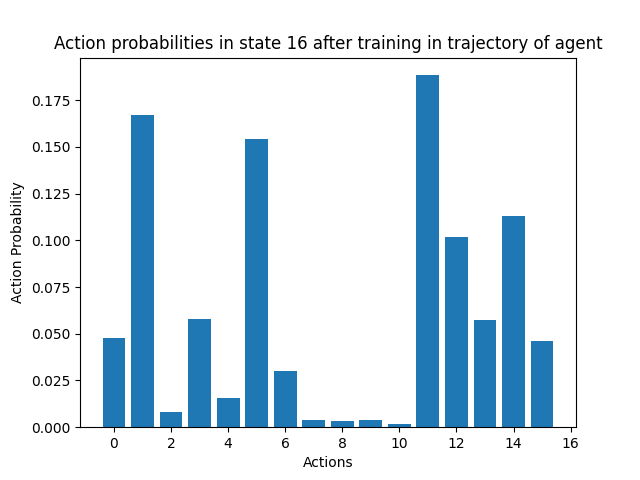 Action probabilities in state 16 after training in trajectory of agent
0.175
0.150
0.125
0.100
0.075
0.050
0.025
0.000
Action Probability
0 2 4 6 8 10 12 14 16
Actions